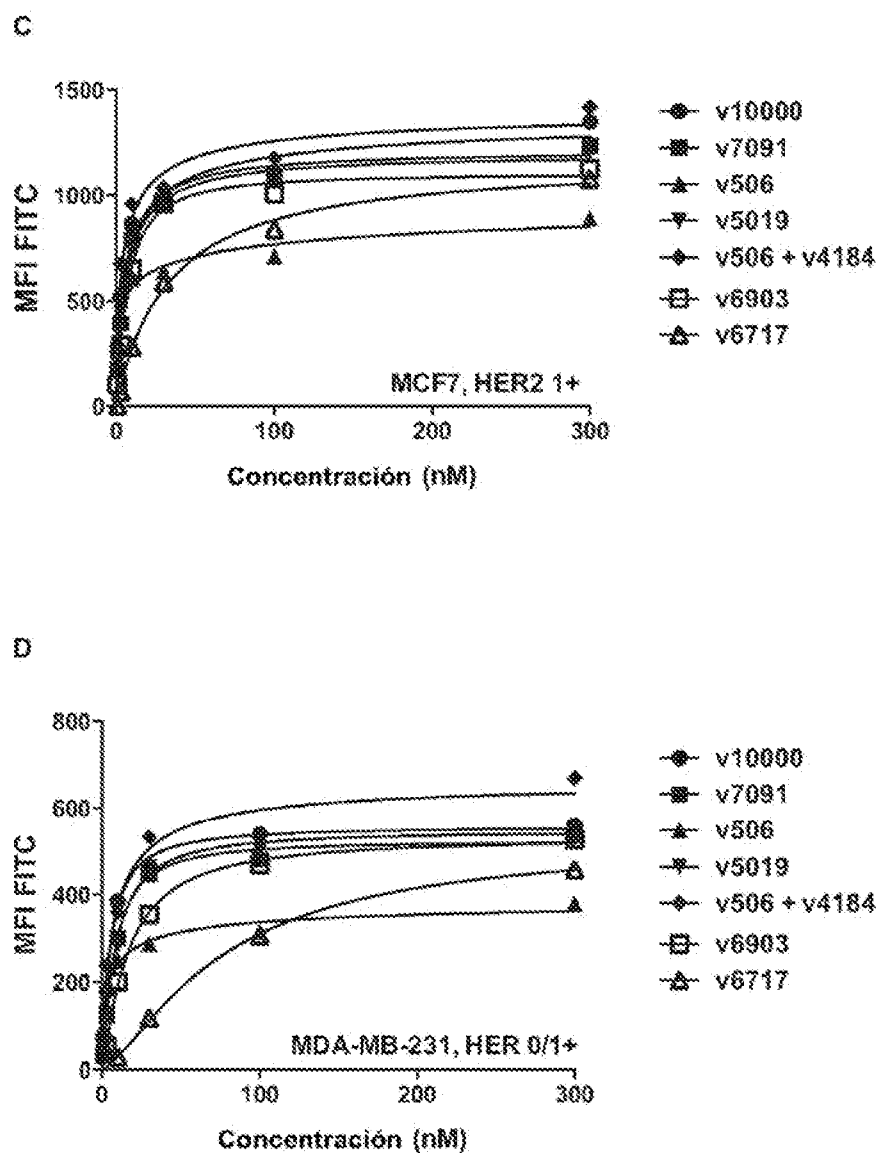 C
1500
1000
500
0
MFI FITC
0
100
200
300
Concentración (nM)
MCF7, HER2 1+
v10000
v7091
v506
v5019
v506 + v4184
v6903
v6717
D
800
600
400
200
0
MFI FITC
0
100
200
300
Concentración (nM)
MDA-MB-231, HER 0/1+
v10000
v7091
v506
v5019
v506 + v4184
v6903
v6717